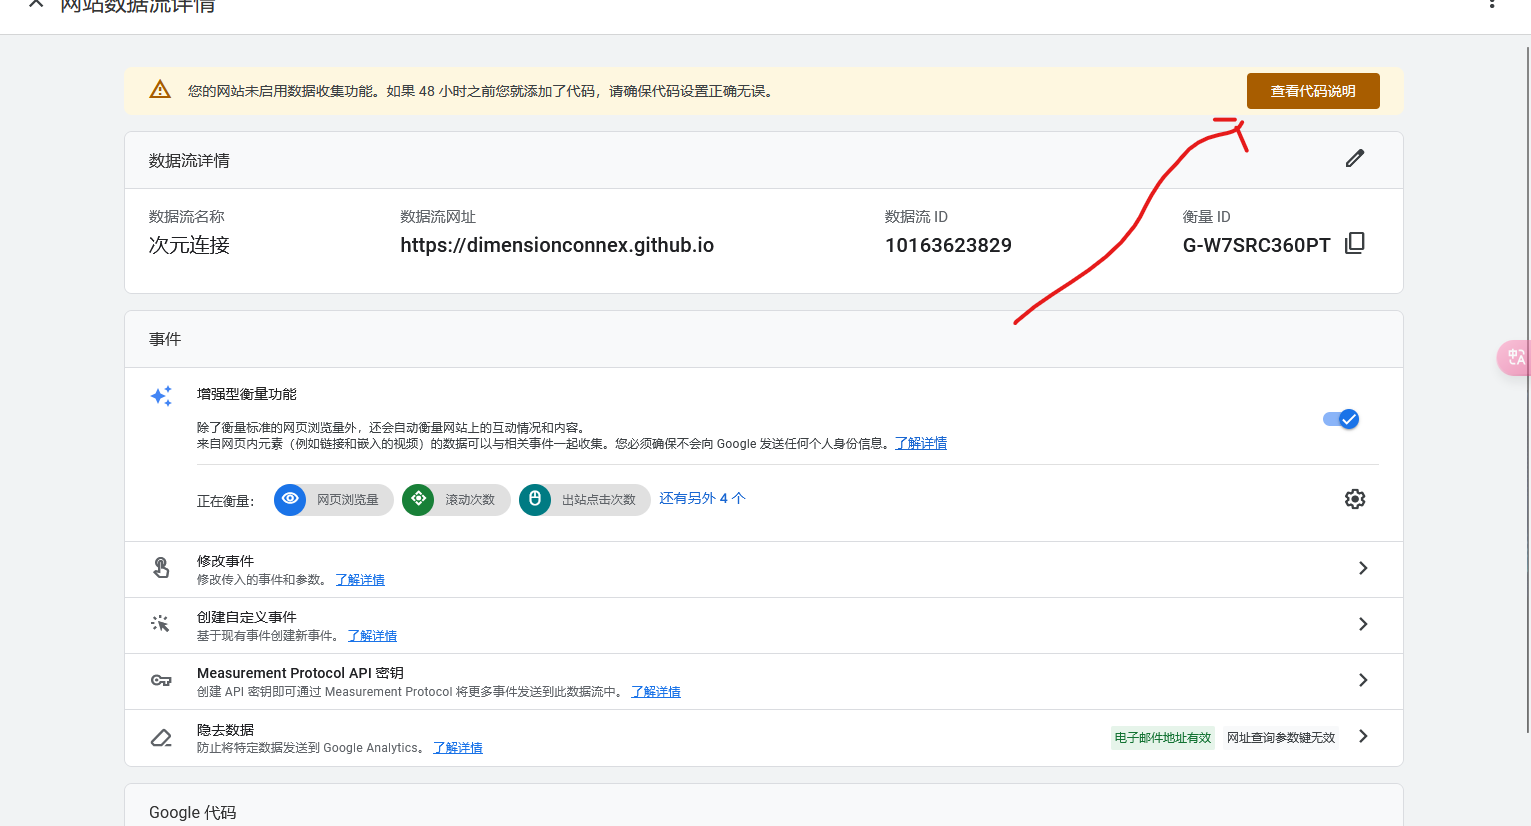 网站数据流详情
您的网站未启用数据收集功能。如果 48 小时之前您就添加了代码，请确保代码设置正确无误。
查看代码说明
数据流详情
数据流名称
次元连接
数据流网址
https://dimensionconnex.github.io
数据流 ID
10163623829
衡量 ID
G-W7SRC360PT
事件
增强型衡量功能
除了衡量标准的网页浏览量外，还会自动衡量网站上的互动情况和内容。
来自网页内元素（例如链接和嵌入的视频）的数据可以与相关事件一起收集。您必须确保不会向 Google 发送任何个人身份信息。了解详情
正在衡量：
网页浏览量
滚动次数
出站点击次数
还有另外 4 个
修改事件
修改传入的事件和参数。 了解详情
创建自定义事件
基于现有事件创建新事件。 了解详情
Measurement Protocol API 密钥
创建 API 密钥即可通过 Measurement Protocol 将更多事件发送到此数据流中。 了解详情
隐去数据
防止将特定数据发送到 Google Analytics。 了解详情
电子邮件地址有效
网址查询参数键无效
Google 代码
中A